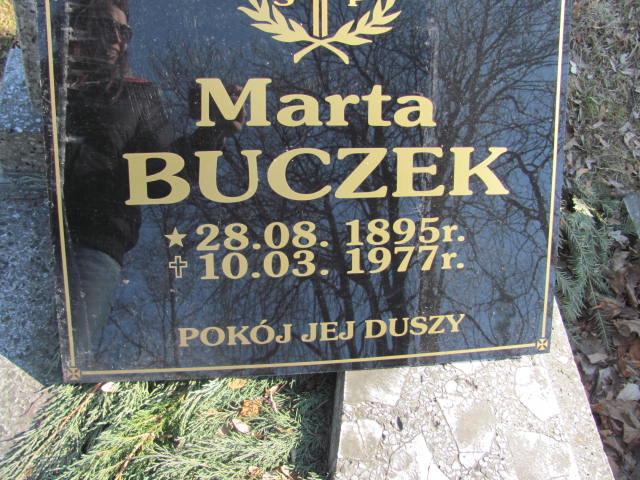 Ś P
Marta
BUCZEK
★ 28.08. 1895r.
✝ 10.03. 1977r.
POKÓJ JEJ DUSZY